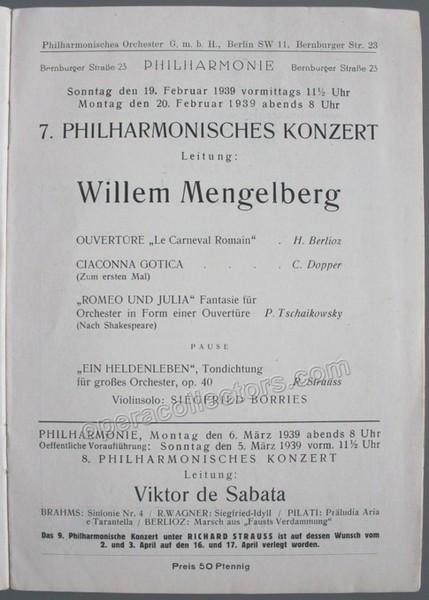 Philharmonisches Orchester G. m. b. H., Berlin SW 11, Bernburger Str. 23
Bernburger Straße 23 PHILHARMONIE Bernburger Straße 23
Sonntag den 19. Februar 1939 vormittags 11½ Uhr
Montag den 20. Februar 1939 abends 8 Uhr
7. PHILHARMONISCHES KONZERT
Leitung:
Willem Mengelberg
OUVERTÜRE „Le Carneval Romain“ . H. Berlioz
CIACONNA GOTICA . . . . C. Dopper
(Zum ersten Mal)
„ROMEO UND JULIA“ Fantasie für
Orchester in Form einer Ouvertüre P. Tschaikowsky
(Nach Shakespeare)
PAUSE
„EIN HELDENLEBEN“, Tondichtung
für großes Orchester, op. 40 R. Strauss
Violinsolo: SIEGFRIED BORRIES
operacollectors.com
PHILHARMONIE, Montag den 6. März 1939 abends 8 Uhr
Oeffentliche Voraufführung: Sonntag den 5. März 1939 vorm. 11½ Uhr
8. PHILHARMONISCHES KONZERT
Leitung:
Viktor de Sabata
BRAHMS: Sinfonie Nr. 4 / R.WAGNER: Siegfried-Idyll / PILATI: Präludia Aria
e Tarantella / BERLIOZ: Marsch aus „Fausts Verdammung“
Das 9. Philharmonische Konzert unter RICHARD STRAUSS ist auf dessen Wunsch vom
2. und 3. April auf den 16. und 17. April verlegt worden.
Preis 50 Pfennig